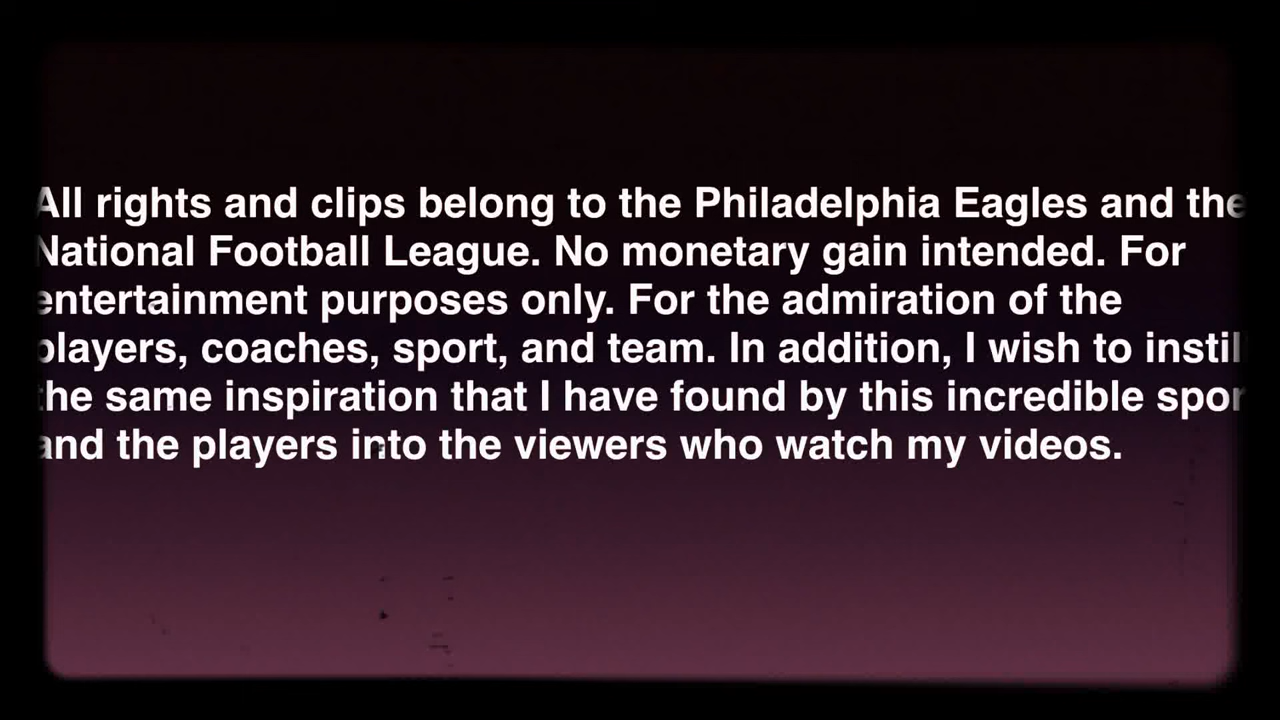 All rights and clips belong to the Philadelphia Eagles and the
National Football League. No monetary gain intended. For
entertainment purposes only. For the admiration of the
players, coaches, sport, and team. In addition, I wish to instill
the same inspiration that I have found by this incredible sport
and the players into the viewers who watch my videos.